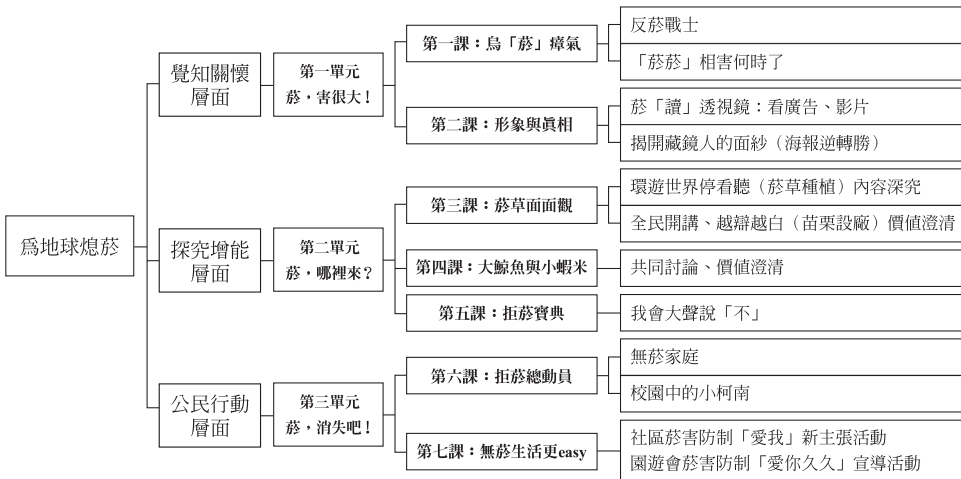 為地球熄菸
覺知關懷
層面
第一單元
菸，害很大！
第一課：烏「菸」瘴氣
反菸戰士
「菸菸」相害何時了
第二課：形象與真相
菸「讀」透視鏡：看廣告、影片
揭開藏鏡人的面紗（海報逆轉勝）
探究增能
層面
第二單元
菸，哪裡來？
第三課：菸草面面觀
環遊世界停看聽（菸草種植）內容深究
全民開講、越辯越白（苗栗設廠）價值澄清
第四課：大鯨魚與小蝦米
共同討論、價值澄清
第五課：拒菸寶典
我會大聲說「不」
公民行動
層面
第三單元
菸，消失吧！
第六課：拒菸總動員
無菸家庭
校園中的小柯南
第七課：無菸生活更easy
社區菸害防制「愛我」新主張活動
園遊會菸害防制「愛你久久」宣導活動